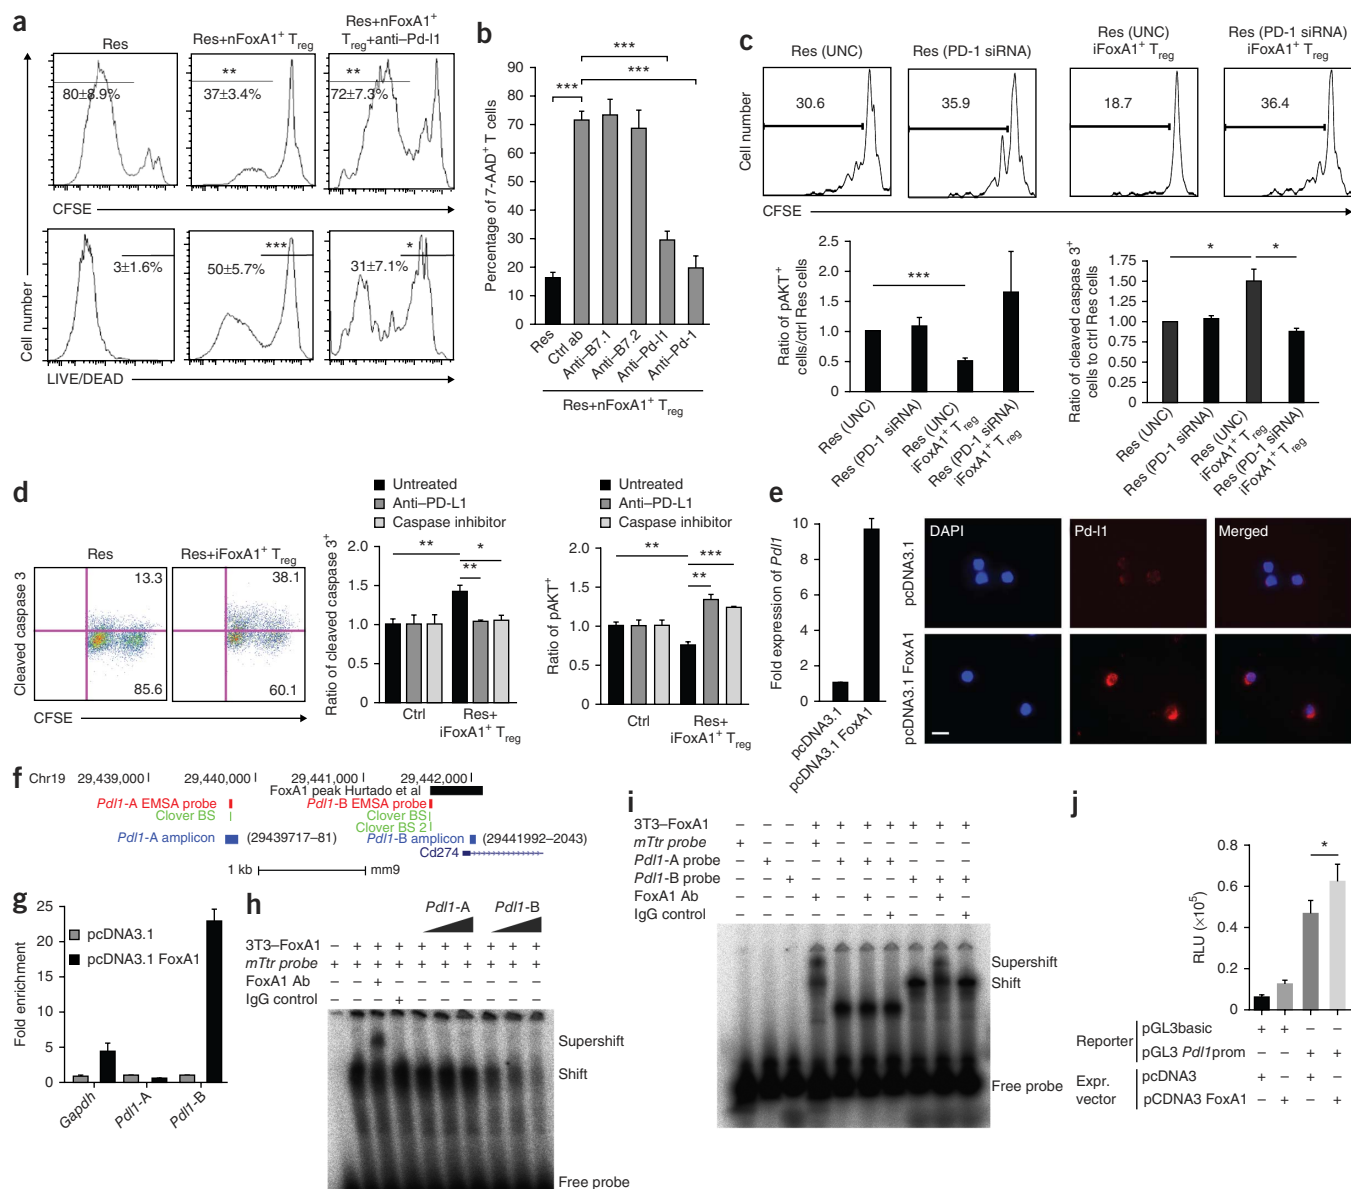 a
Res
Res+nFoxA1+ Treg
Res+nFoxA1+
Treg+anti–Pd-l1
80±8.9%
**
37±3.4%
**
72±7.3%
CFSE
3±1.6%
***
50±5.7%
*
31±7.1%
Cell number
LIVE/DEAD
b
Percentage of 7-AAD+ T cells
90
80
70
60
50
40
30
20
10
0
***
***
***
Res
Ctrl ab
Anti–B7.1
Anti–B7.2
Anti–Pd-l1
Anti–Pd-1
Res+nFoxA1+ Treg
c
Res (UNC)
Res (PD-1 siRNA)
Res (UNC)
iFoxA1+ Treg
Res (PD-1 siRNA)
iFoxA1+ Treg
Cell number
30.6
35.9
18.7
36.4
CFSE
Ratio of pAKT+
cells/ctrl Res cells
2.5
2.0
1.5
1.0
0.5
0
***
Res (UNC)
Res (PD-1 siRNA)
Res (UNC)
iFoxA1+ Treg
Res (PD-1 siRNA)
iFoxA1+ Treg
Ratio of cleaved caspase 3+
cells to ctrl Res cells
1.75
1.50
1.25
1.00
0.75
0.50
0.25
0
*
*
Res (UNC)
Res (PD-1 siRNA)
Res (UNC)
iFoxA1+ Treg
Res (PD-1 siRNA)
iFoxA1+ Treg
d
Res
Res+iFoxA1+ Treg
13.3
38.1
85.6
60.1
Cleaved caspase 3
CFSE
Untreated
Anti–PD-L1
Caspase inhibitor
Ratio of cleaved caspase 3+
2.0
1.5
1.0
0.5
0
**
*
**
Ctrl
Res+
iFoxA1+ Treg
Untreated
Anti–PD-L1
Caspase inhibitor
Ratio of pAKT+
2.0
1.5
1.0
0
**
***
**
Ctrl
Res+
iFoxA1+ Treg
e
Fold expression of Pdl1
10
8
6
4
2
0
pcDNA3.1
pcDNA3.1 FoxA1
DAPI
Pd-l1
Merged
pcDNA3.1
pcDNA3.1 FoxA1
f
Chr19
29,439,000
29,440,000
29,441,000
29,442,000
FoxA1 peak Hurtado et al
Pdl1-A EMSA probe
Pdl1-B EMSA probe
Clover BS
Clover BS
Clover BS 2
Pdl1-A amplicon
(29439717–81)
Pdl1-B amplicon
(29441992–2043)
Cd274
1 kb
mm9
g
Fold enrichment
25
20
15
10
5
0
pcDNA3.1
pcDNA3.1 FoxA1
Gapdh
Pdl1-A
Pdl1-B
h
Pdl1-A
Pdl1-B
3T3–FoxA1 – + + + + + + + + +
mTtr probe + + + + + + + + + +
FoxA1 Ab – – + – – – – – – –
IgG control – – – + – – – – – –
Supershift
Shift
Free probe
i
3T3–FoxA1 – – – + + + + + + +
mTtr probe + – – + – – – – – –
Pdl1-A probe – + – – + + + – – –
Pdl1-B probe – – + – – – – + + +
FoxA1 Ab – – – + – + – – + –
IgG control – – – – – – + – – +
Supershift
Shift
Free probe
j
RLU (×10⁵)
0.8
0.6
0.4
0.2
0
*
Reporter
pGL3basic + + – –
pGL3 Pdl1prom – – + +
Expr.
vector
pcDNA3 + – + –
pCDNA3 FoxA1 – + – +